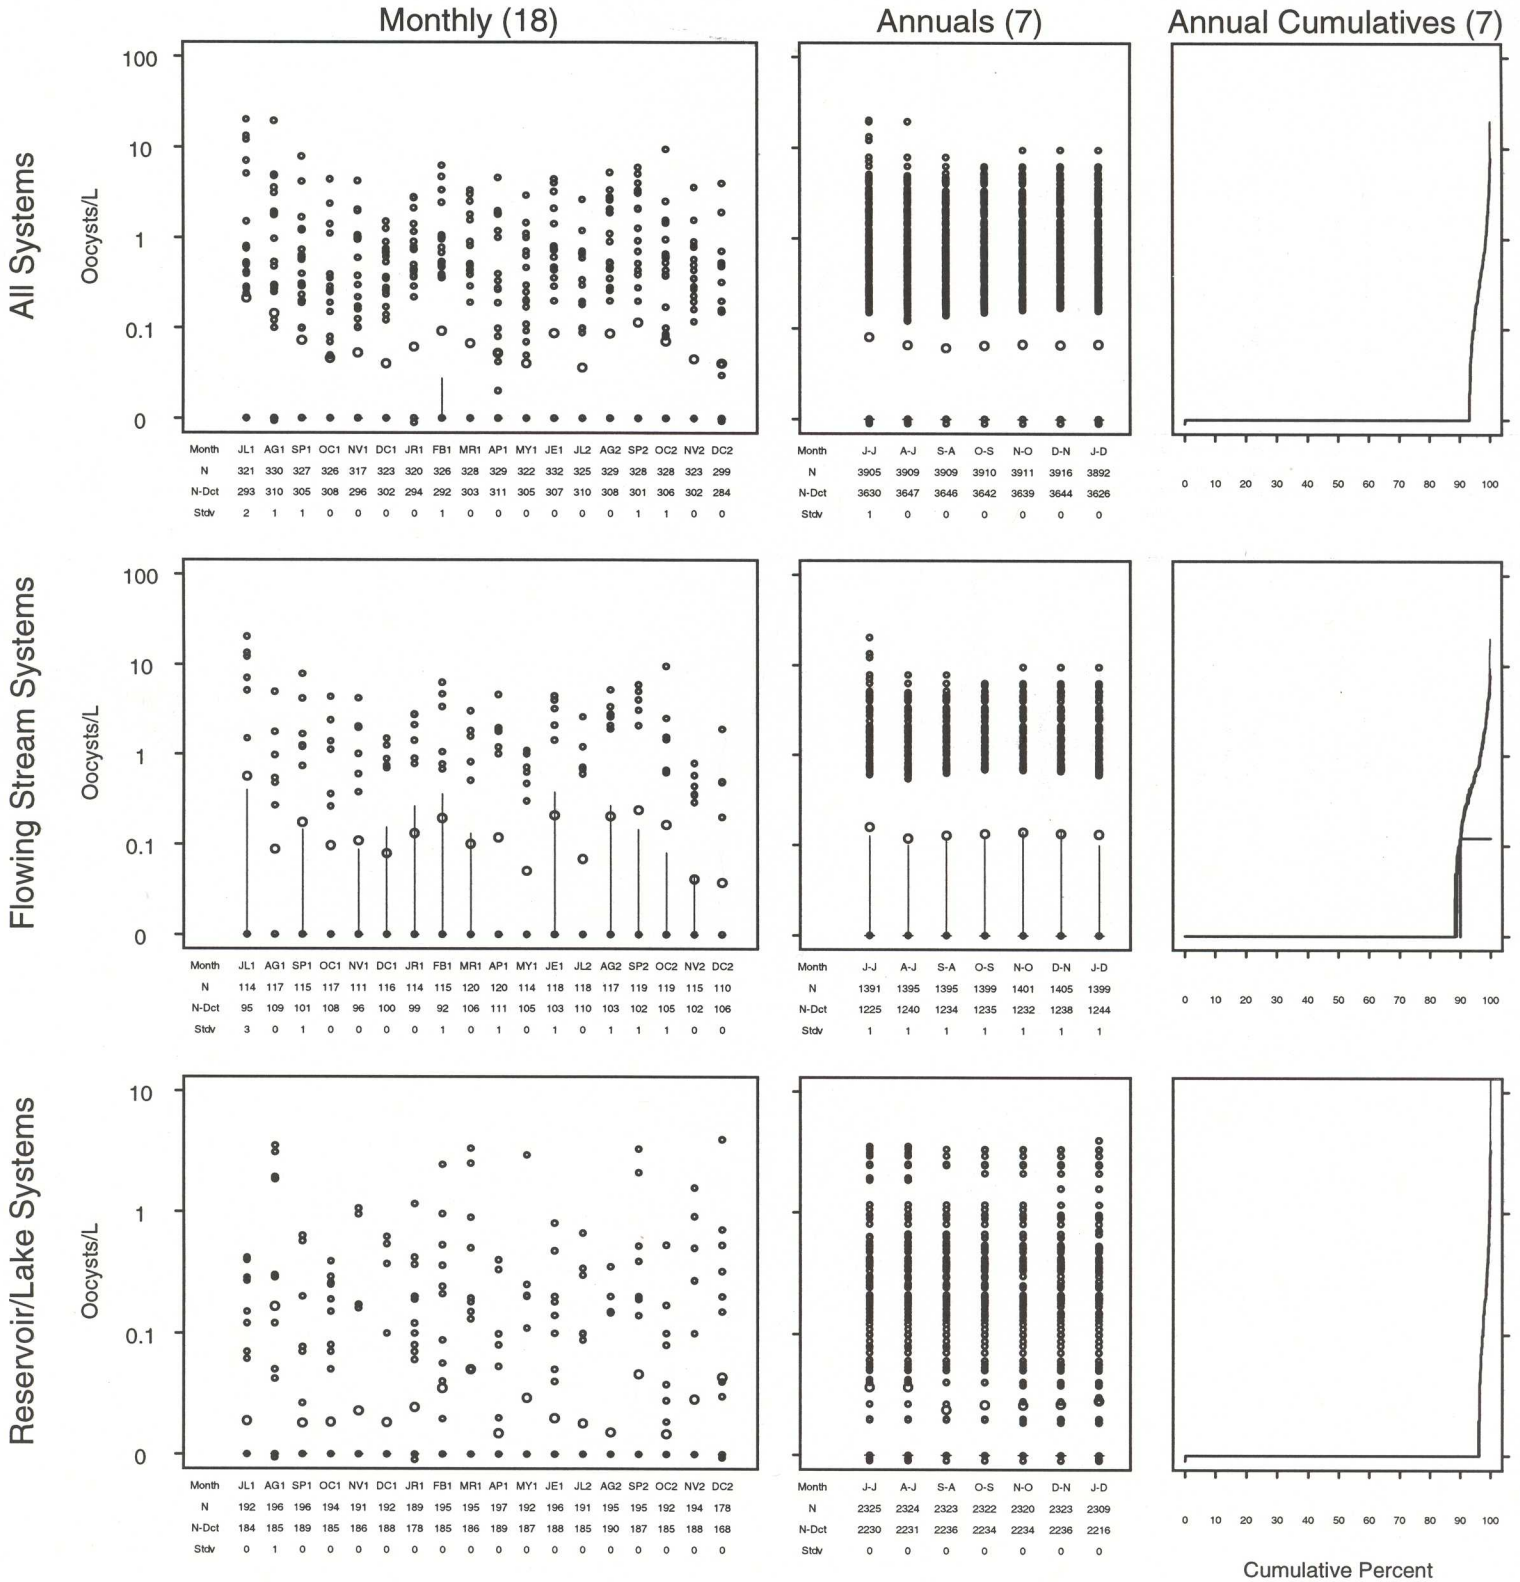 Monthly (18) Annuals (7) Annual Cumulatives (7)
All Systems
Oocysts/L
100
10
1
0.1
0
Month JL1 AG1 SP1 OC1 NV1 DC1 JR1 FB1 MR1 AP1 MY1 JE1 JL2 AG2 SP2 OC2 NV2 DC2
N 321 330 327 326 317 323 320 326 328 329 322 332 325 329 328 328 323 299
N-Dct 293 310 305 308 296 302 294 292 303 311 305 307 310 308 301 306 302 284
Stdv 2 1 1 0 0 0 0 1 0 0 0 0 0 0 1 1 0 0
Month J-J A-J S-A O-S N-O D-N J-D
N 3905 3909 3909 3910 3911 3916 3892
N-Dct 3630 3647 3646 3642 3639 3644 3626
Stdv 1 0 0 0 0 0 0
0 10 20 30 40 50 60 70 80 90 100
Flowing Stream Systems
Oocysts/L
100
10
1
0.1
0
Month JL1 AG1 SP1 OC1 NV1 DC1 JR1 FB1 MR1 AP1 MY1 JE1 JL2 AG2 SP2 OC2 NV2 DC2
N 114 117 115 117 111 116 114 115 120 120 114 118 118 117 119 119 115 110
N-Dct 95 109 101 108 96 100 99 92 106 111 105 103 110 103 102 105 102 106
Stdv 3 0 1 0 1 0 0 1 0 1 0 1 0 1 1 1 0 0
Month J-J A-J S-A O-S N-O D-N J-D
N 1391 1395 1395 1399 1401 1405 1399
N-Dct 1225 1240 1234 1235 1232 1238 1244
Stdv 1 1 1 1 1 1 1
0 10 20 30 40 50 60 70 80 90 100
Reservoir/Lake Systems
Oocysts/L
10
1
0.1
0
Month JL1 AG1 SP1 OC1 NV1 DC1 JR1 FB1 MR1 AP1 MY1 JE1 JL2 AG2 SP2 OC2 NV2 DC2
N 192 196 196 194 191 192 189 195 195 197 192 196 191 195 195 192 194 178
N-Dct 184 185 189 185 186 188 178 185 186 189 187 188 185 190 187 185 188 168
Stdv 0 1 0 0 0 0 0 0 0 0 0 0 0 0 0 0 0 0
Month J-J A-J S-A O-S N-O D-N J-D
N 2325 2324 2323 2322 2320 2323 2309
N-Dct 2230 2231 2236 2234 2234 2236 2216
Stdv 0 0 0 0 0 0 0
0 10 20 30 40 50 60 70 80 90 100
Cumulative Percent